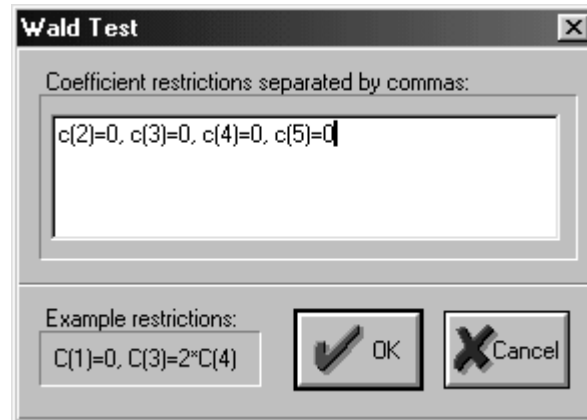 Wald Test
Coefficient restrictions separated by commas:
c(2)=0, c(3)=0, c(4)=0, c(5)=0
Example restrictions:
C(1)=0, C(3)=2*C(4)
OK
Cancel